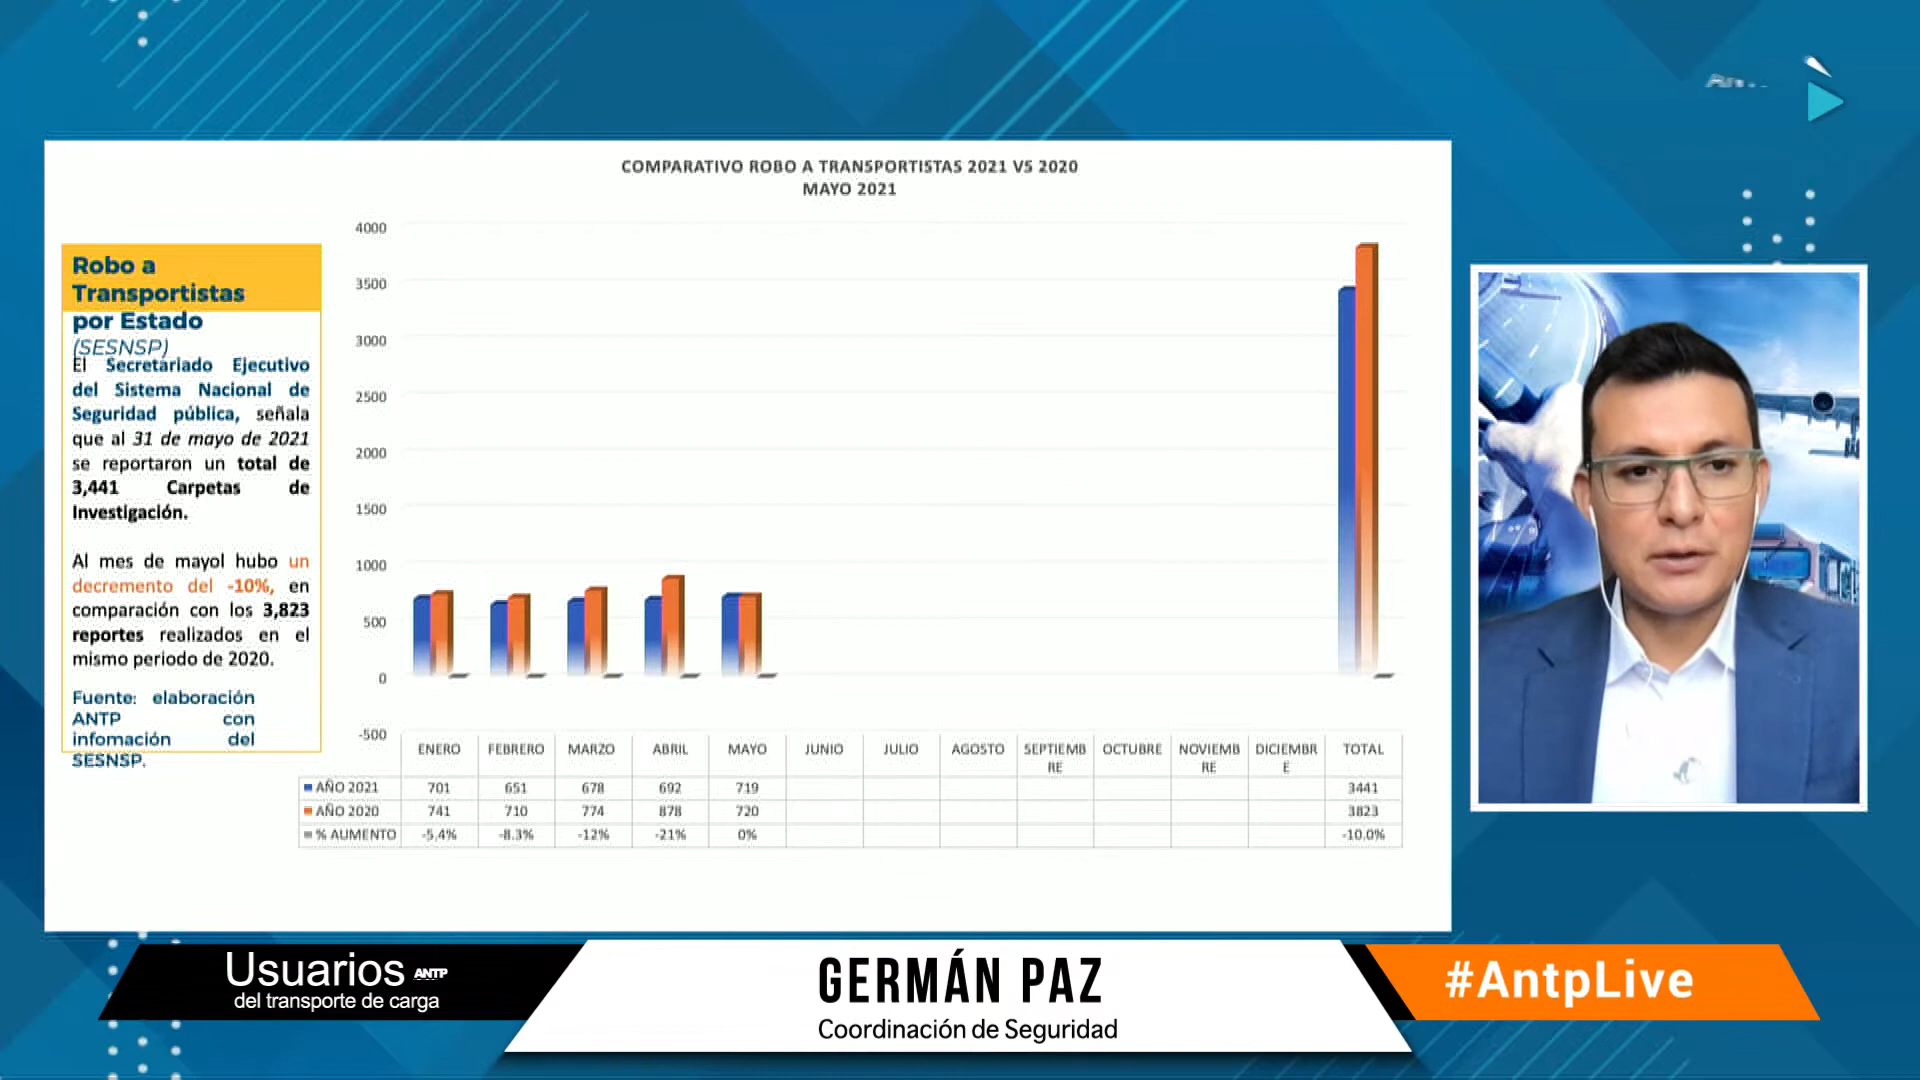 COMPARATIVO ROBO A TRANSPORTISTAS 2021 VS 2020
MAYO 2021
Robo a
Transportistas
por Estado
(SESNSP)
El Secretariado Ejecutivo
del Sistema Nacional de
Seguridad pública, señala
que al 31 de mayo de 2021
se reportaron un total de
3,441 Carpetas de
Investigación.
Al mes de mayol hubo un
decremento del -10%, en
comparación con los 3,823
reportes realizados en el
mismo periodo de 2020.
Fuente: elaboración
ANTP con
infomación del
SESNSP.
4000
3500
3000
2500
2000
1500
1000
500
0
-500
ENERO FEBRERO MARZO ABRIL MAYO JUNIO JULIO AGOSTO SEPTIEMB OCTUBRE NOVIEMB DICIEMBR TOTAL
RE RE E
AÑO 2021 701 651 678 692 719 3441
AÑO 2020 741 710 774 878 720 3823
% AUMENTO -5.4% -8.3% -12% -21% 0% -10.0%
Usuarios ANTP
del transporte de carga
GERMÁN PAZ
Coordinación de Seguridad
#AntpLive